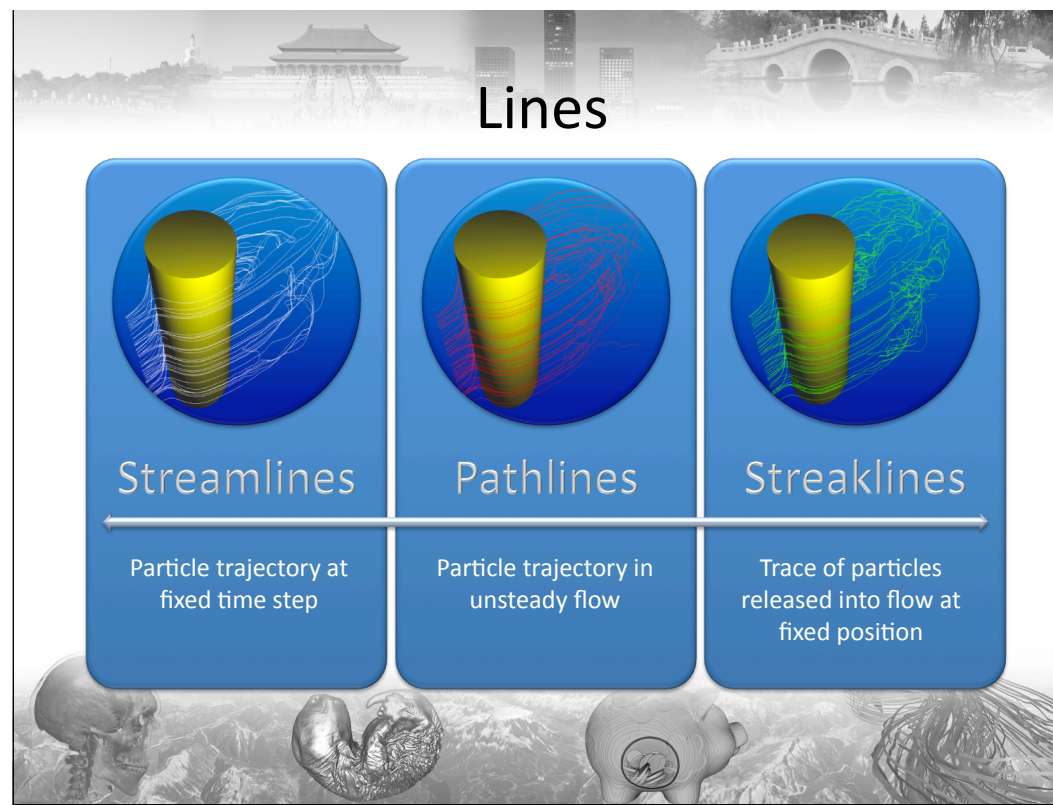 Lines
Streamlines
Particle trajectory at
fixed time step
Pathlines
Particle trajectory in
unsteady flow
Streaklines
Trace of particles
released into flow at
fixed position